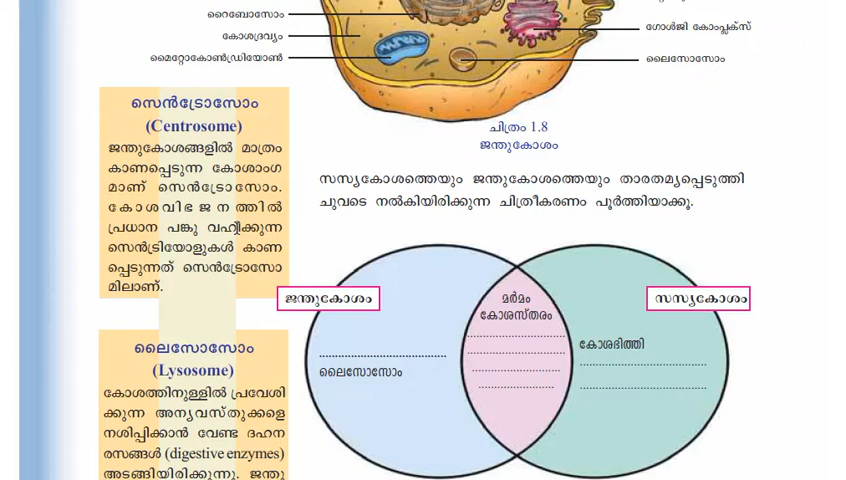 റൈബോസോം
കോശദ്രവ്യം
മൈറ്റോകോൺഡ്രിയോൺ
ഗോൾജി കോംപ്ലക്സ്
ലൈസോസോം
ചിത്രം 1.8
ജന്തുകോശം
സെൻട്രോസോം
(Centrosome)
ജന്തുകോശങ്ങളിൽ മാത്രം
കാണപ്പെടുന്ന കോശാംഗ
മാണ് സെൻട്രോസോം.
കോശവിഭജനത്തിൽ
പ്രധാന പങ്കു വഹിക്കുന്ന
സെൻട്രിയോളുകൾ കാണ
പ്പെടുന്നത് സെൻട്രോസോ
മിലാണ്.
സസ്യകോശത്തെയും ജന്തുകോശത്തെയും താരതമ്യപ്പെടുത്തി
ചുവടെ നൽകിയിരിക്കുന്ന ചിത്രീകരണം പൂർത്തിയാക്കൂ.
ജന്തുകോശം
മർമം
കോശസ്തരം
സസ്യകോശം
കോശഭിത്തി
ലൈസോസോം
ലൈസോസോം
(Lysosome)
കോശത്തിനുള്ളിൽ പ്രവേശി
ക്കുന്ന അന്യവസ്തുക്കളെ
നശിപ്പിക്കാൻ വേണ്ട ദഹന
രസങ്ങൾ (digestive enzymes)
അടങ്ങിയിരിക്കുന്നു. ജന്തു